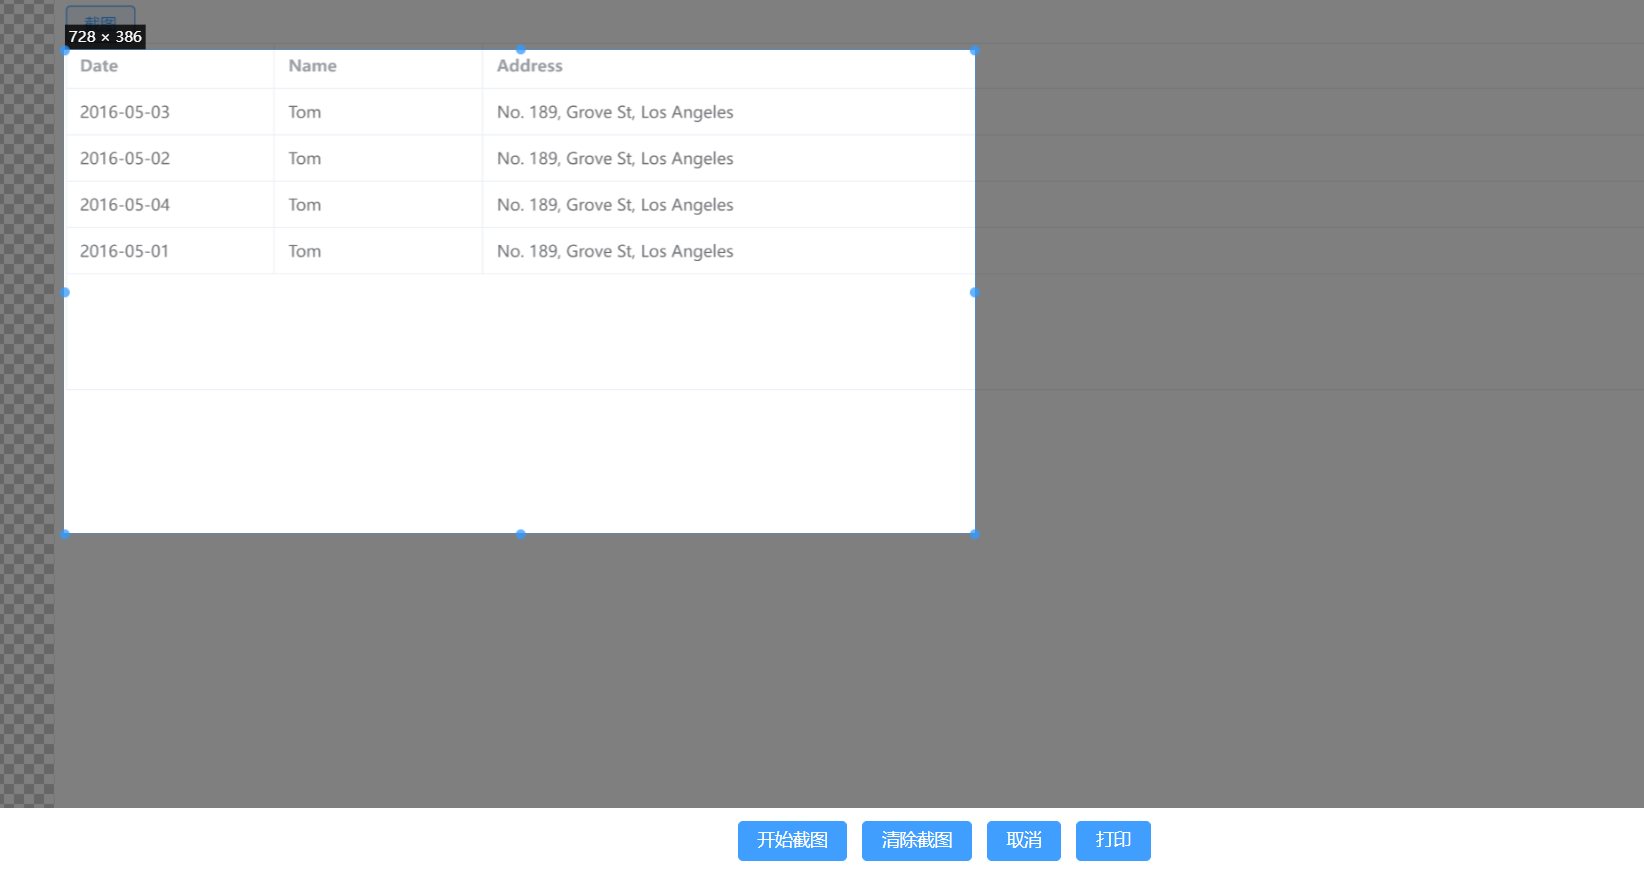 截图
728 × 386
Date Name Address
2016-05-03 Tom No. 189, Grove St, Los Angeles
2016-05-02 Tom No. 189, Grove St, Los Angeles
2016-05-04 Tom No. 189, Grove St, Los Angeles
2016-05-01 Tom No. 189, Grove St, Los Angeles
开始截图 清除截图 取消 打印